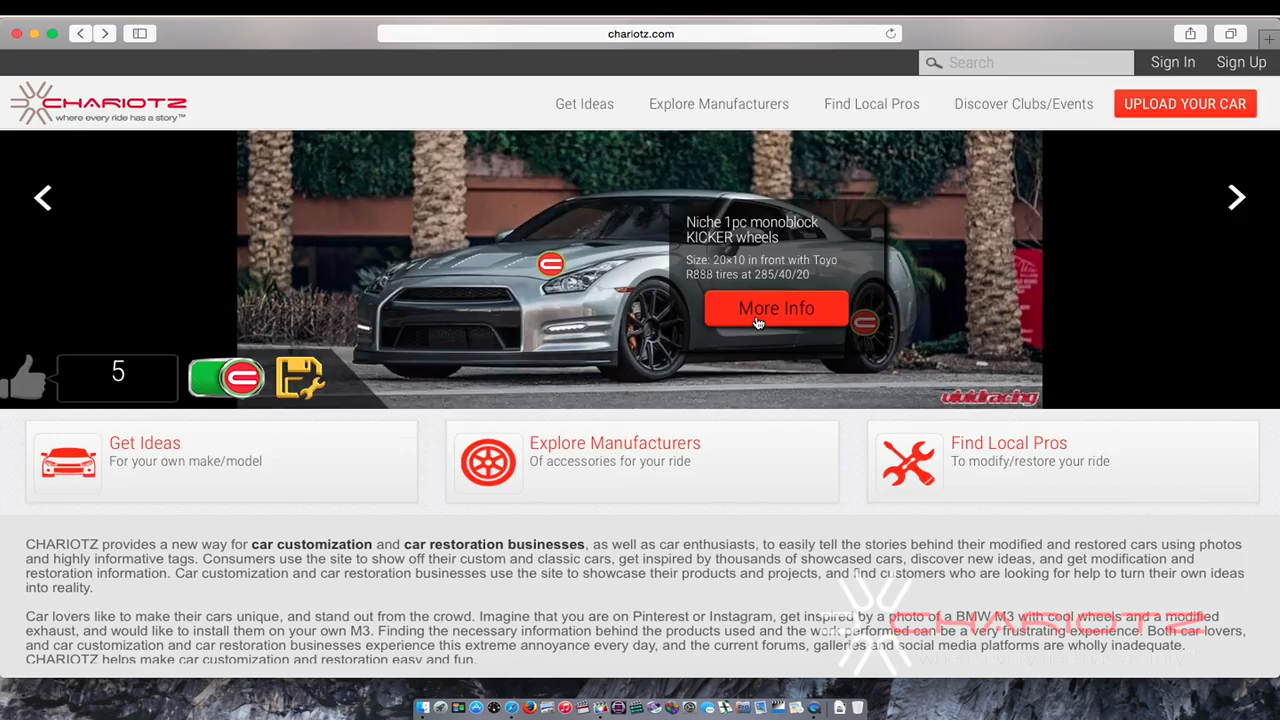 chariotz.com
Search
Sign In
Sign Up
CHARIOTZ
where every ride has a story™
Get Ideas
Explore Manufacturers
Find Local Pros
Discover Clubs/Events
UPLOAD YOUR CAR
Niche 1pc monoblock
KICKER wheels
Size: 20×10 in front with Toyo
R888 tires at 285/40/20
More Info
5
vividracing
Get Ideas
For your own make/model
Explore Manufacturers
Of accessories for your ride
Find Local Pros
To modify/restore your ride
CHARIOTZ provides a new way for car customization and car restoration businesses, as well as car enthusiasts, to easily tell the stories behind their modified and restored cars using photos
and highly informative tags. Consumers use the site to show off their custom and classic cars, get inspired by thousands of showcased cars, discover new ideas, and get modification and
restoration information. Car customization and car restoration businesses use the site to showcase their products and projects, and find customers who are looking for help to turn their own ideas
into reality.
Car lovers like to make their cars unique, and stand out from the crowd. Imagine that you are on Pinterest or Instagram, get inspired by a photo of a BMW M3 with cool wheels and a modified
exhaust, and would like to install them on your own M3. Finding the necessary information behind the products used and the work performed can be a very frustrating experience. Both car lovers,
and car customization and car restoration businesses experience this extreme annoyance every day, and the current forums, galleries and social media platforms are wholly inadequate.
CHARIOTZ helps make car customization and restoration easy and fun.
CHARIOTZ
where every ride has a story™